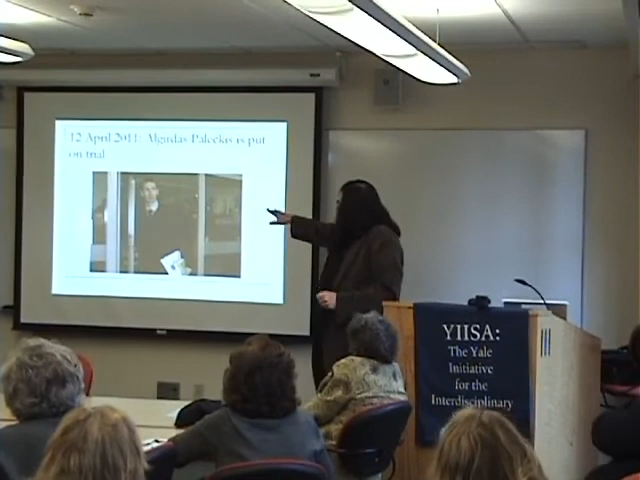 12 April 2011: Algirdas Paleckis is put
on trial
YIISA:
The Yale
Initiative
for the
Interdisciplinary